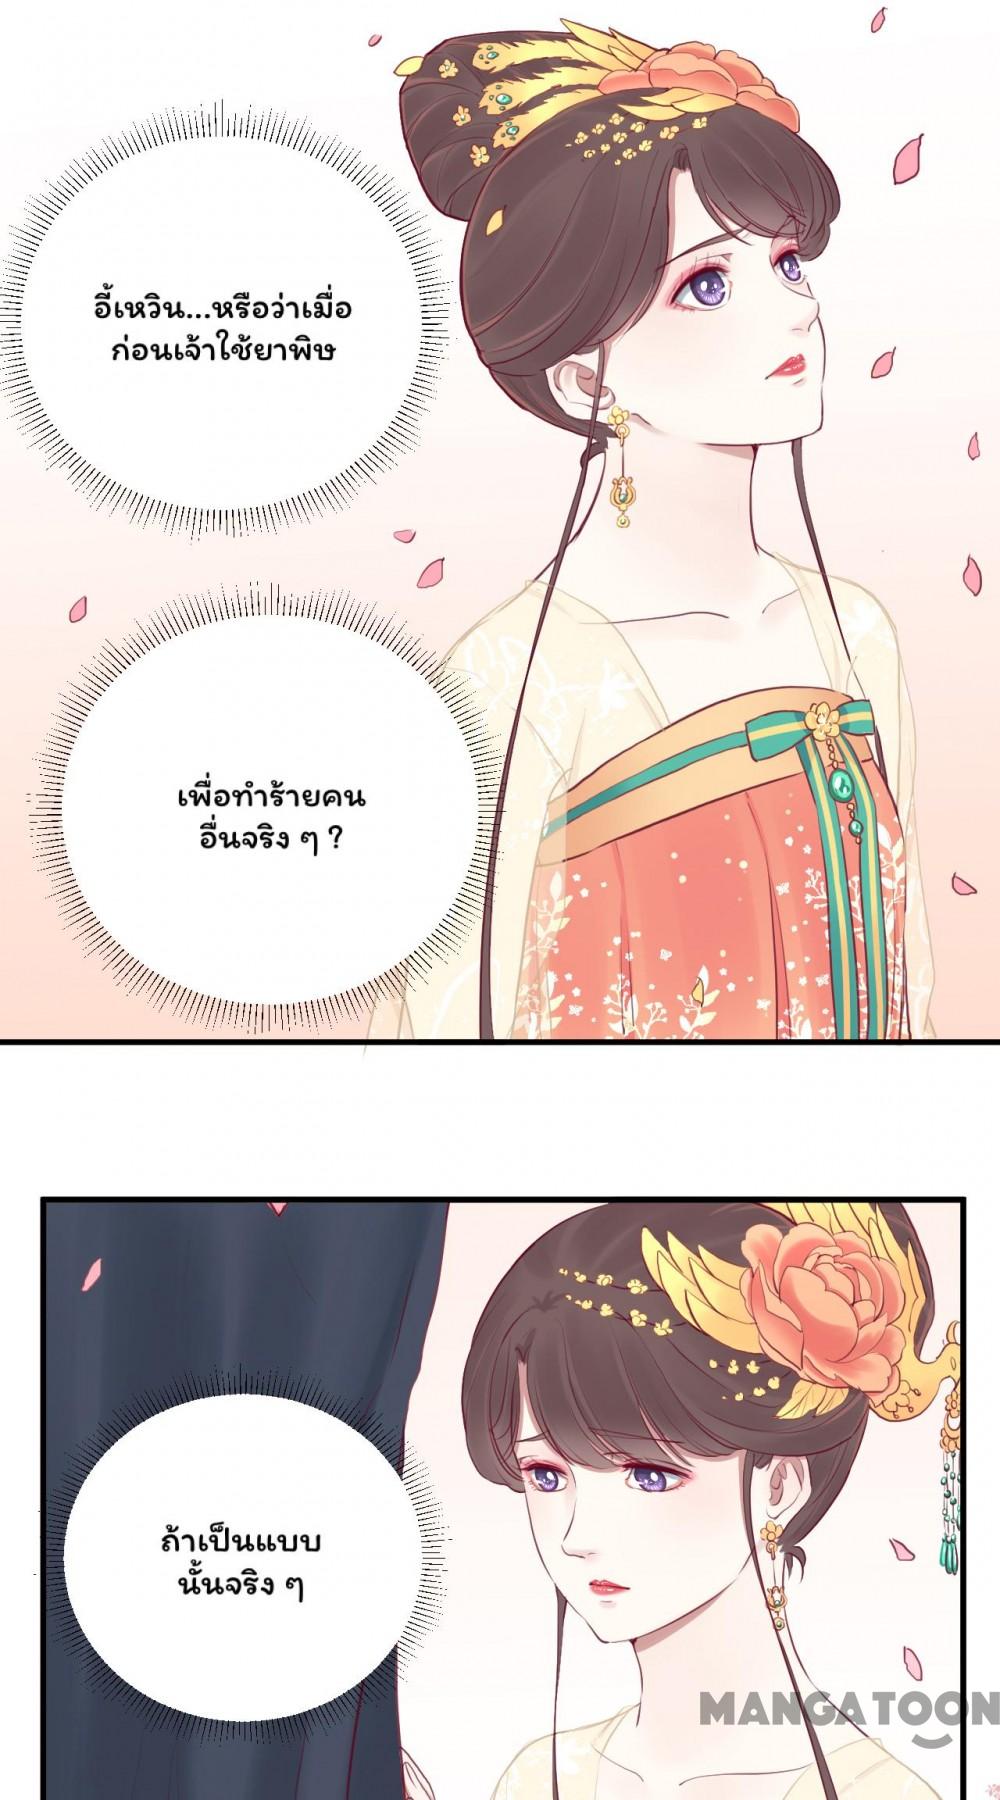 อี้เหวิน...หรือว่าเมื่อ
ก่อนเจ้าใช้ยาพิษ
เพื่อทำร้ายคน
อื่นจริง ๆ ?
ถ้าเป็นแบบ
นั้นจริง ๆ
MANGATOON